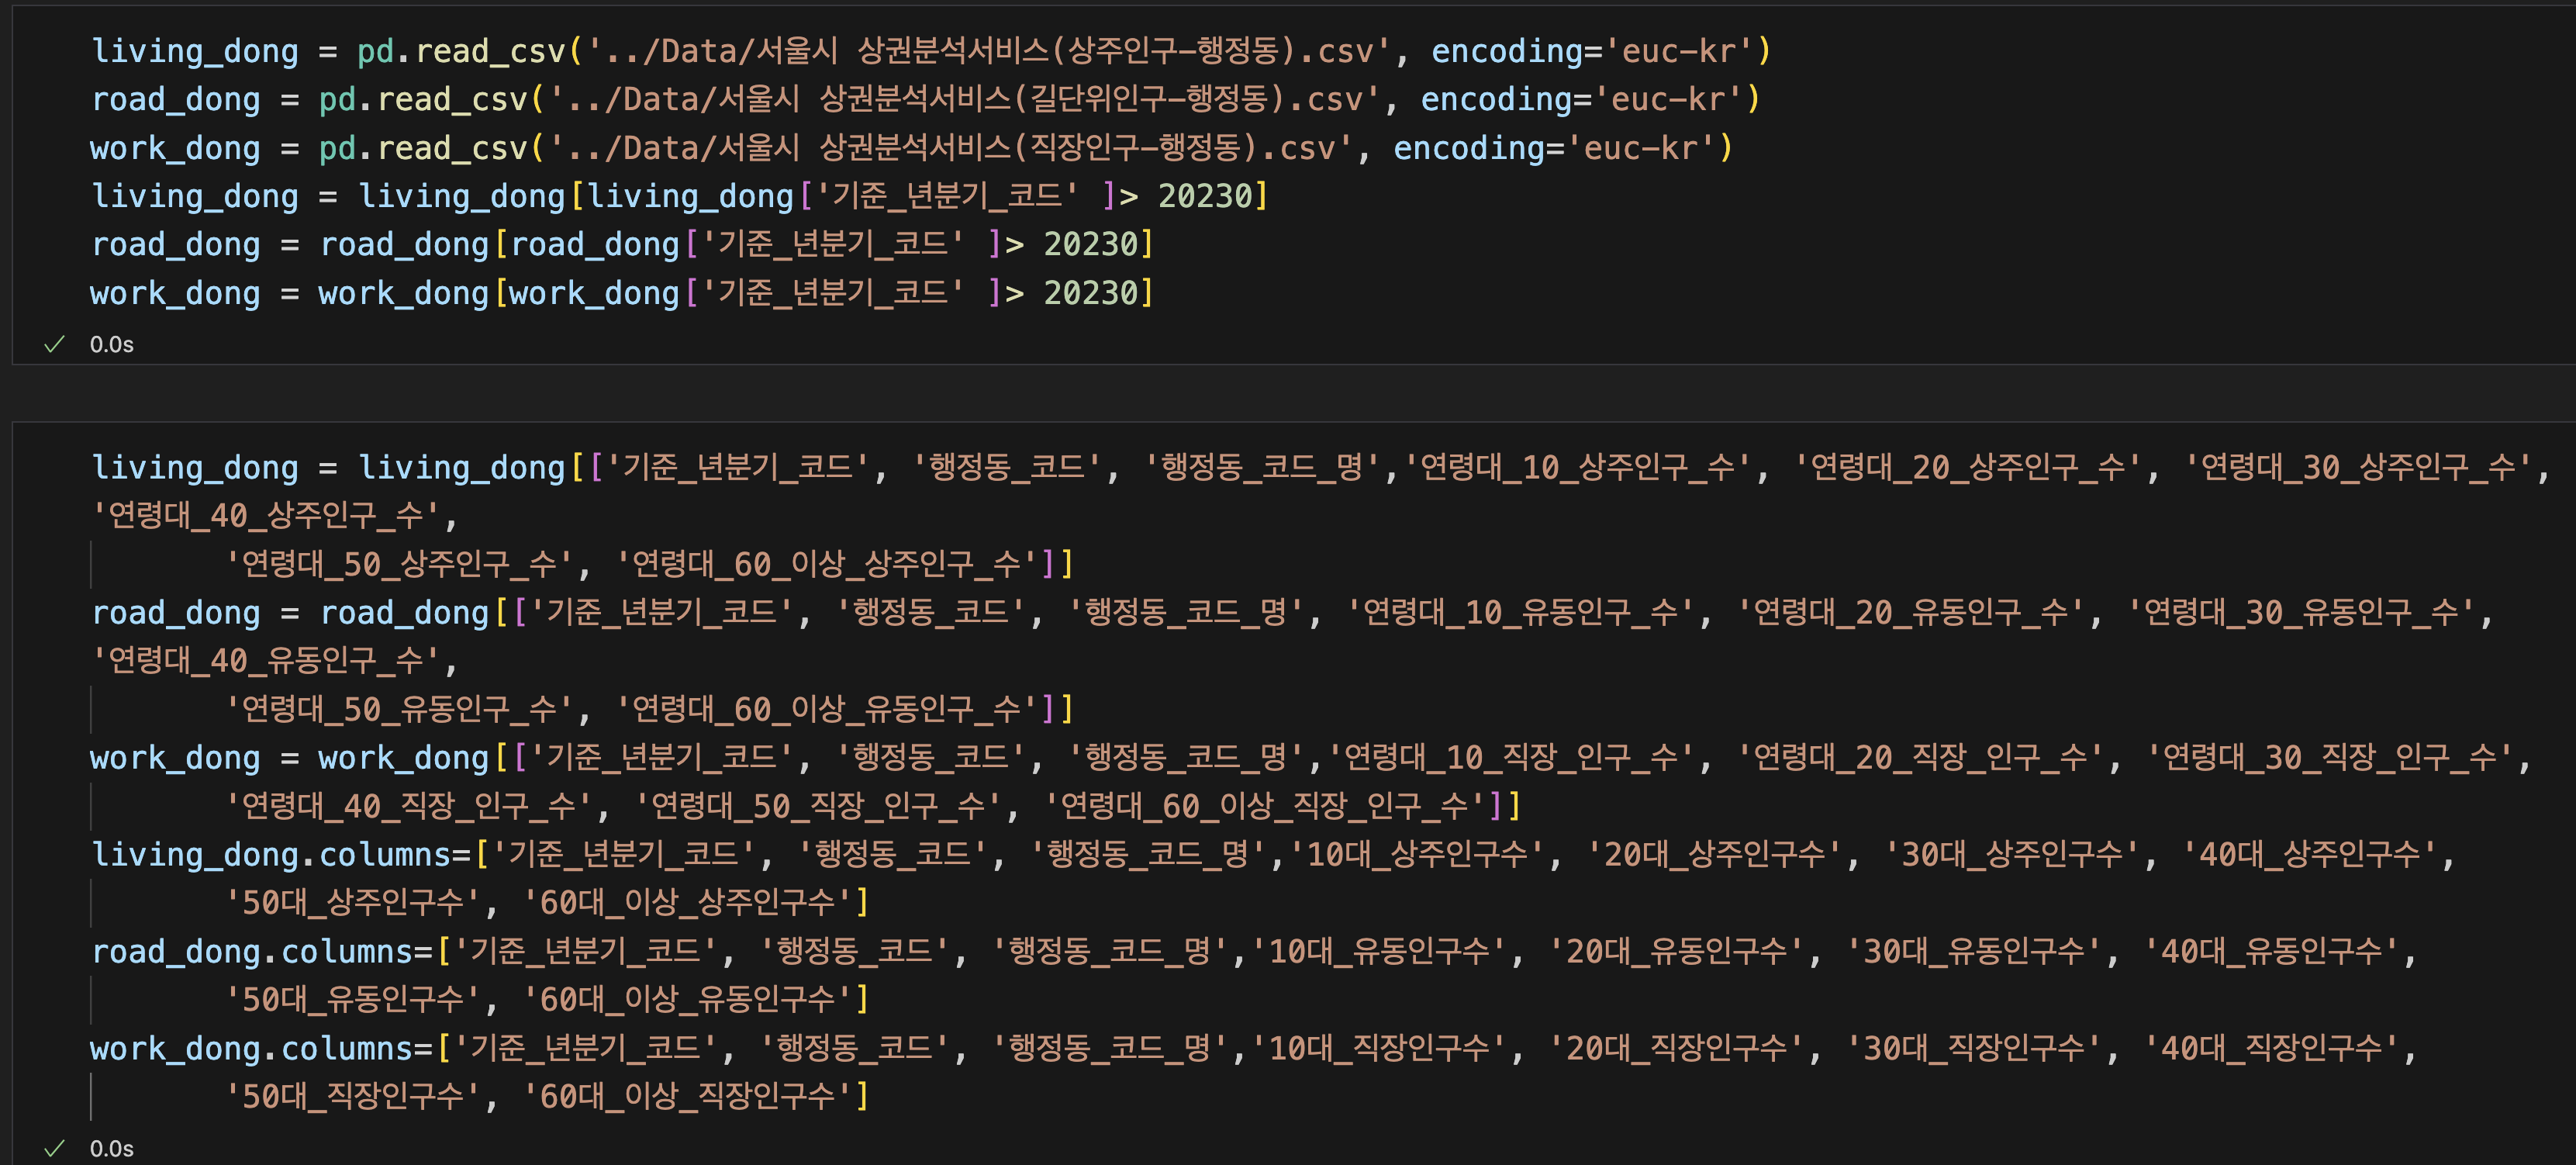 living_dong = pd.read_csv('../Data/서울시 상권분석서비스(상주인구-행정동).csv', encoding='euc-kr')
road_dong = pd.read_csv('../Data/서울시 상권분석서비스(길단위인구-행정동).csv', encoding='euc-kr')
work_dong = pd.read_csv('../Data/서울시 상권분석서비스(직장인구-행정동).csv', encoding='euc-kr')
living_dong = living_dong[living_dong['기준_년분기_코드' ]> 20230]
road_dong = road_dong[road_dong['기준_년분기_코드' ]> 20230]
work_dong = work_dong[work_dong['기준_년분기_코드' ]> 20230]
✓ 0.0s
living_dong = living_dong[['기준_년분기_코드', '행정동_코드', '행정동_코드_명','연령대_10_상주인구_수', '연령대_20_상주인구_수', '연령대_30_상주인구_수',
'연령대_40_상주인구_수',
'연령대_50_상주인구_수', '연령대_60_이상_상주인구_수']]
road_dong = road_dong[['기준_년분기_코드', '행정동_코드', '행정동_코드_명', '연령대_10_유동인구_수', '연령대_20_유동인구_수', '연령대_30_유동인구_수',
'연령대_40_유동인구_수',
'연령대_50_유동인구_수', '연령대_60_이상_유동인구_수']]
work_dong = work_dong[['기준_년분기_코드', '행정동_코드', '행정동_코드_명','연령대_10_직장_인구_수', '연령대_20_직장_인구_수', '연령대_30_직장_인구_수',
'연령대_40_직장_인구_수', '연령대_50_직장_인구_수', '연령대_60_이상_직장_인구_수']]
living_dong.columns=['기준_년분기_코드', '행정동_코드', '행정동_코드_명','10대_상주인구수', '20대_상주인구수', '30대_상주인구수', '40대_상주인구수',
'50대_상주인구수', '60대_이상_상주인구수']
road_dong.columns=['기준_년분기_코드', '행정동_코드', '행정동_코드_명','10대_유동인구수', '20대_유동인구수', '30대_유동인구수', '40대_유동인구수',
'50대_유동인구수', '60대_이상_유동인구수']
work_dong.columns=['기준_년분기_코드', '행정동_코드', '행정동_코드_명','10대_직장인구수', '20대_직장인구수', '30대_직장인구수', '40대_직장인구수',
'50대_직장인구수', '60대_이상_직장인구수']
✓ 0.0s